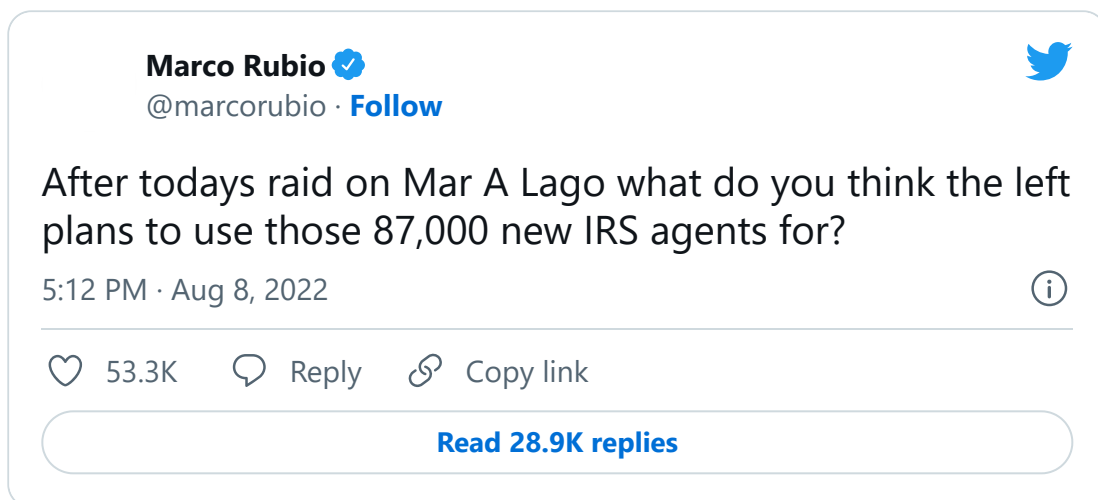 Marco Rubio
@marcorubio · Follow
After todays raid on Mar A Lago what do you think the left
plans to use those 87,000 new IRS agents for?
5:12 PM · Aug 8, 2022
53.3K Reply Copy link
Read 28.9K replies